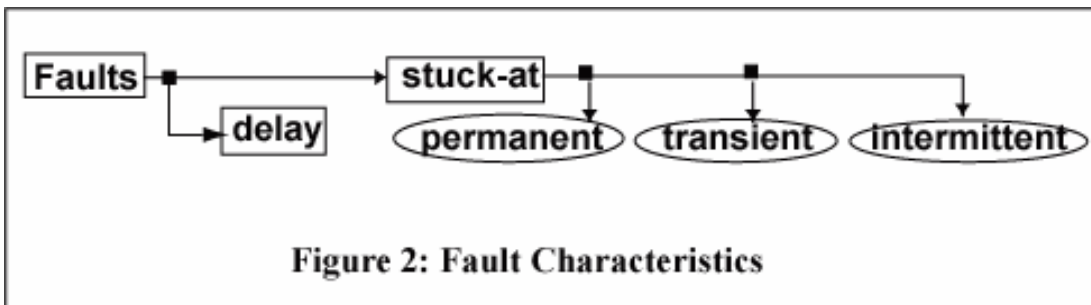 Faults
stuck-at
delay
permanent
transient
intermittent
Figure 2: Fault Characteristics